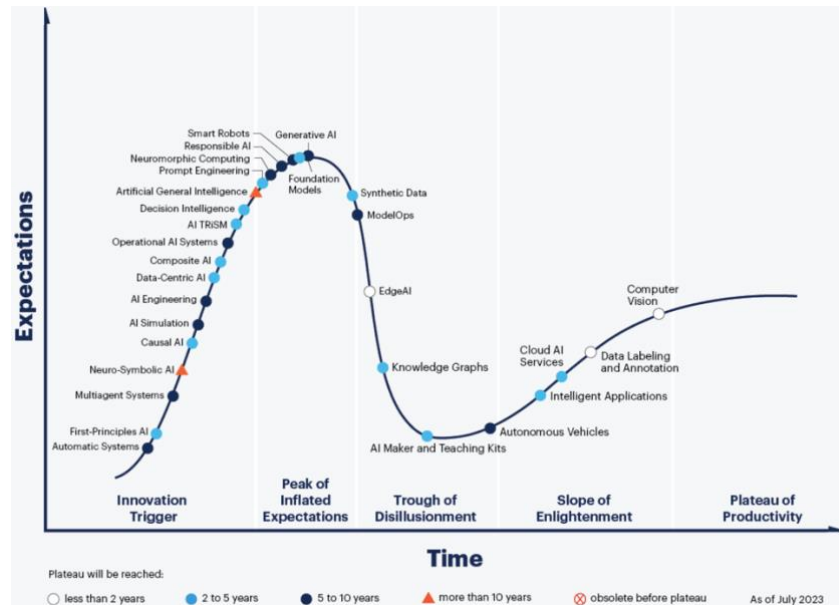 Expectations
Smart Robots
Responsible AI
Neuromorphic Computing
Prompt Engineering
Artificial General Intelligence
Decision Intelligence
AI TRiSM
Operational AI Systems
Composite AI
Data-Centric AI
AI Engineering
AI Simulation
Causal AI
Neuro-Symbolic AI
Multiagent Systems
First-Principles AI
Automatic Systems
Generative AI
Foundation
Models
Synthetic Data
ModelOps
EdgeAI
Knowledge Graphs
AI Maker and Teaching Kits
Autonomous Vehicles
Intelligent Applications
Cloud AI
Services
Data Labeling
and Annotation
Computer
Vision
Innovation
Trigger
Peak of
Inflated
Expectations
Trough of
Disillusionment
Slope of
Enlightenment
Plateau of
Productivity
Time
Plateau will be reached:
less than 2 years
2 to 5 years
5 to 10 years
more than 10 years
obsolete before plateau
As of July 2023